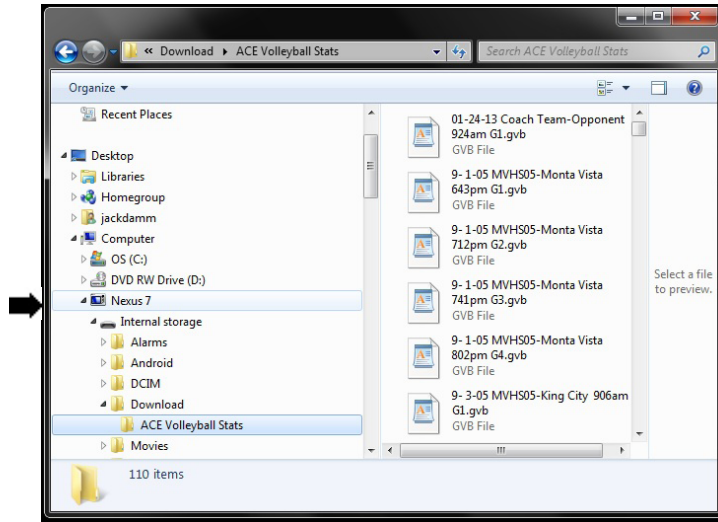 « Download ▸ ACE Volleyball Stats
Search ACE Volleyball Stats
Organize
Recent Places
Desktop
Libraries
Homegroup
jackdamm
Computer
OS (C:)
DVD RW Drive (D:)
Nexus 7
Internal storage
Alarms
Android
DCIM
Download
ACE Volleyball Stats
Movies
01-24-13 Coach Team-Opponent
924am G1.gvb
GVB File
9- 1-05 MVHS05-Monta Vista
643pm G1.gvb
GVB File
9- 1-05 MVHS05-Monta Vista
712pm G2.gvb
GVB File
9- 1-05 MVHS05-Monta Vista
741pm G3.gvb
GVB File
9- 1-05 MVHS05-Monta Vista
802pm G4.gvb
GVB File
9- 3-05 MVHS05-King City 906am
G1.gvb
GVB File
Select a file
to preview.
110 items